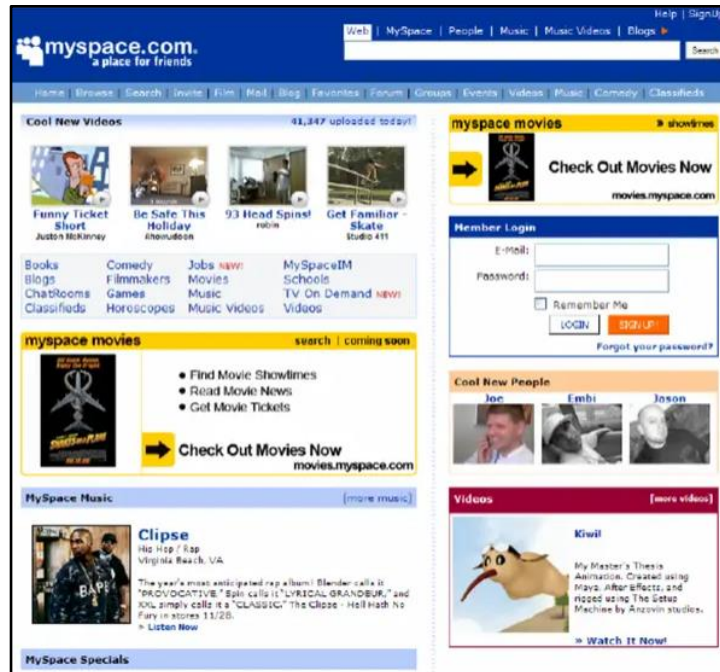 Help | SignUp
myspace.com.
a place for friends
Web | MySpace | People | Music | Music Videos | Blogs
Search
Home | Browse | Search | Invite | Film | Mail | Blog | Favorites | Forum | Groups | Events | Videos | Music | Comedy | Classifieds
Cool New Videos 41,347 uploaded today!
Funny Ticket Short
Juston McKinney
Be Safe This Holiday
93 Head Spins!
robin
Get Familiar - Skate
Studio 411
Books Comedy Jobs NEW! MySpaceIM
Blogs Filmmakers Movies Schools
ChatRooms Games Music TV On Demand NEW!
Classifieds Horoscopes Music Videos Videos
myspace movies search | coming soon
SNAKES ON A PLANE
• Find Movie Showtimes
• Read Movie News
• Get Movie Tickets
Check Out Movies Now
movies.myspace.com
MySpace Music [more music]
BAPE
Clipse
Hip Hop / Rap
Virginia Beach, VA
The year's most anticipated rap album! Blender calls it
"PROVOCATIVE." Spin calls it "LYRICAL GRANDEUR," and
XXL simply calls it a "CLASSIC." The Clipse - Hell Hath No
Fury in stores 11/28.
» Listen Now
MySpace Specials
myspace movies » showtimes
Check Out Movies Now
movies.myspace.com
Member Login
E-Mail:
Password:
Remember Me
LOGIN SIGN UP!
Forgot your password?
Cool New People
Joe Embi Jason
Videos [more videos]
Kiwi!
My Master's Thesis
Animation. Created using
Maya, After Effects, and
rigged using The Setup
Machine by Anzovin studios.
» Watch It Now!